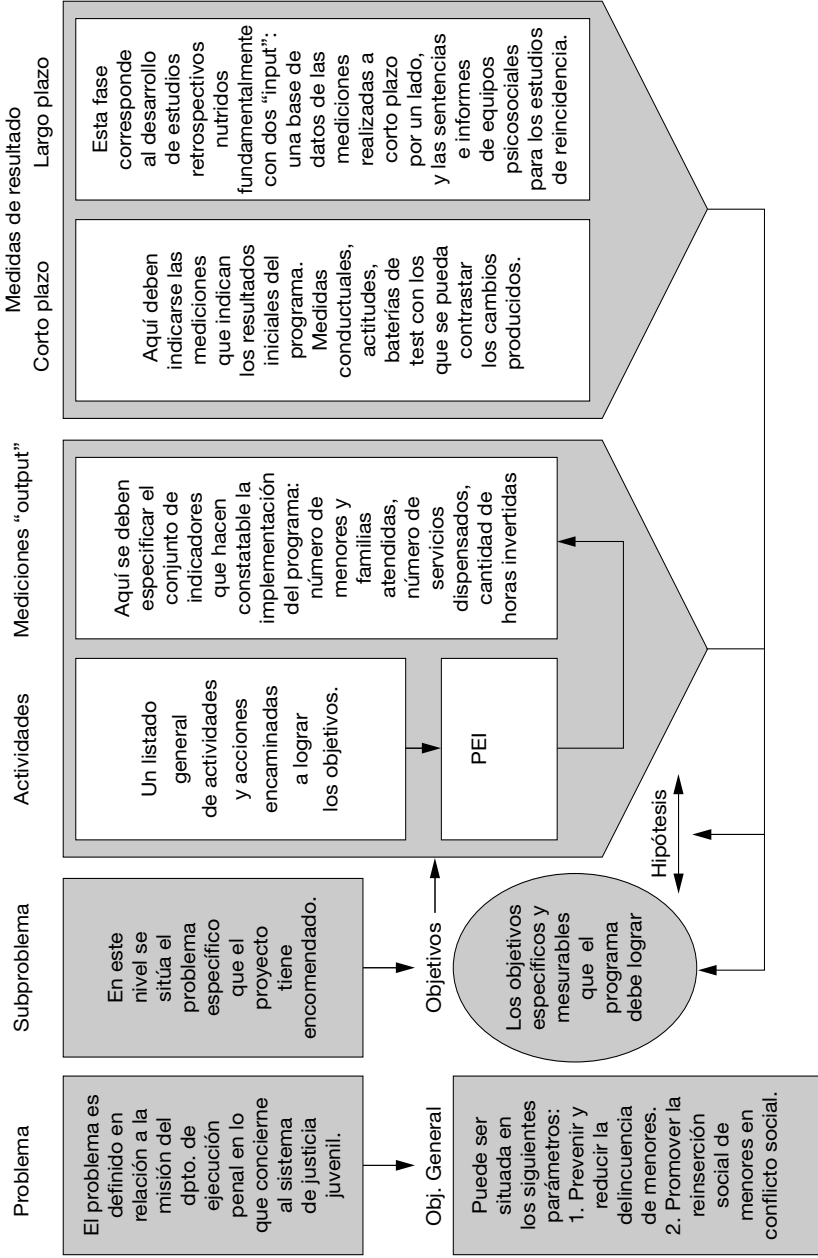 Problema
El problema es
definido en
relación a la
misión del
dpto. de
ejecución
penal en lo
que concierne
al sistema
de justicia
juvenil.
Obj. General
Puede ser
situada en
los siguientes
parámetros:
1. Prevenir y
reducir la
delincuencia
de menores.
2. Promover la
reinserción
social de
menores en
conflicto social.
Subproblema
En este
nivel se
sitúa el
problema
específico
que el
proyecto
tiene
encomendado.
Objetivos
Los objetivos
específicos y
mesurables
que el
programa
debe lograr
Hipótesis
Actividades
Un listado
general
de actividades
y acciones
encaminadas
a lograr
los objetivos.
PEI
Mediciones “output”
Aquí se deben
especificar el
conjunto de
indicadores
que hacen
constatable la
implementación
del programa:
número de
menores y
familias
atendidas,
número de
servicios
dispensados,
cantidad de
horas invertidas
Medidas de resultado
Corto plazo
Aquí deben
indicarse las
mediciones
que indican
los resultados
iniciales del
programa.
Medidas
conductuales,
actitudes,
baterías de
test con los
que se pueda
contrastar
los cambios
producidos.
Largo plazo
Esta fase
corresponde
al desarrollo
de estudios
retrospectivos
nutridos
fundamentalmente
con dos “input”:
una base de
datos de las
mediciones
realizadas a
corto plazo
por un lado,
y las sentencias
e informes
de equipos
psicosociales
para los estudios
de reincidencia.